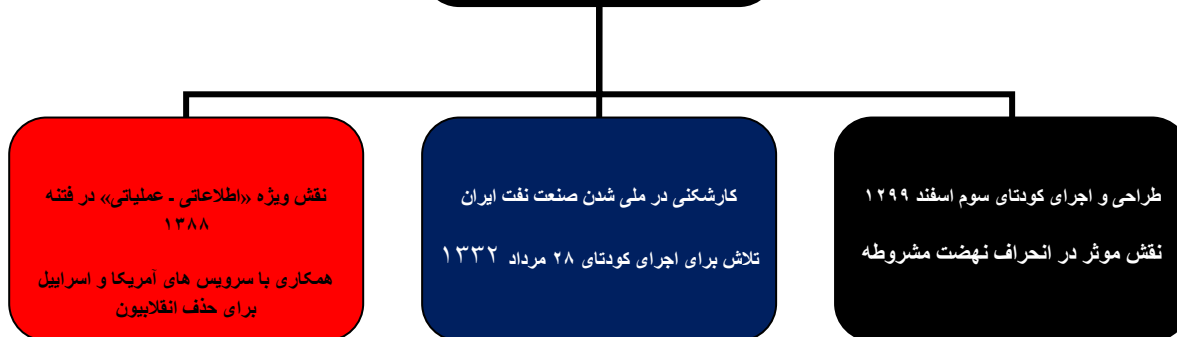 طراحی و اجرای کودتای سوم اسفند ۱۲۹۹
نقش موثر در انحراف نهضت مشروطه
کارشکنی در ملی شدن صنعت نفت ایران
تلاش برای اجرای کودتای ۲۸ مرداد ۱۳۳۲
نقش ویژه «اطلاعاتی - عملیاتی» در فتنه
۱۳۸۸
همکاری با سرویس های آمریکا و اسراییل
برای حذف انقلابیون